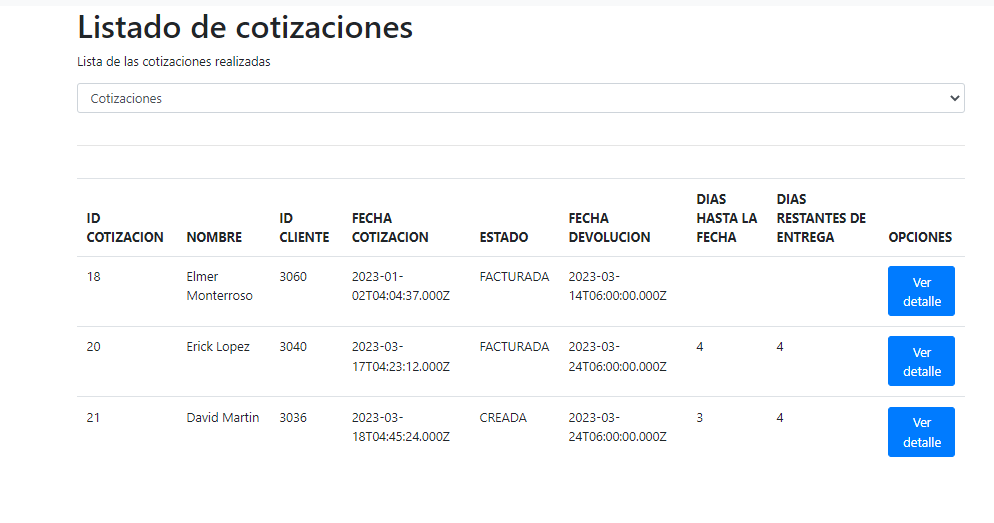 Listado de cotizaciones
Lista de las cotizaciones realizadas
Cotizaciones
ID COTIZACION NOMBRE ID CLIENTE FECHA COTIZACION ESTADO FECHA DEVOLUCION DIAS HASTA LA FECHA DIAS RESTANTES DE ENTREGA OPCIONES
18 Elmer Monterroso 3060 2023-01-02T04:04:37.000Z FACTURADA 2023-03-14T06:00:00.000Z Ver detalle
20 Erick Lopez 3040 2023-03-17T04:23:12.000Z FACTURADA 2023-03-24T06:00:00.000Z 4 4 Ver detalle
21 David Martin 3036 2023-03-18T04:45:24.000Z CREADA 2023-03-24T06:00:00.000Z 3 4 Ver detalle